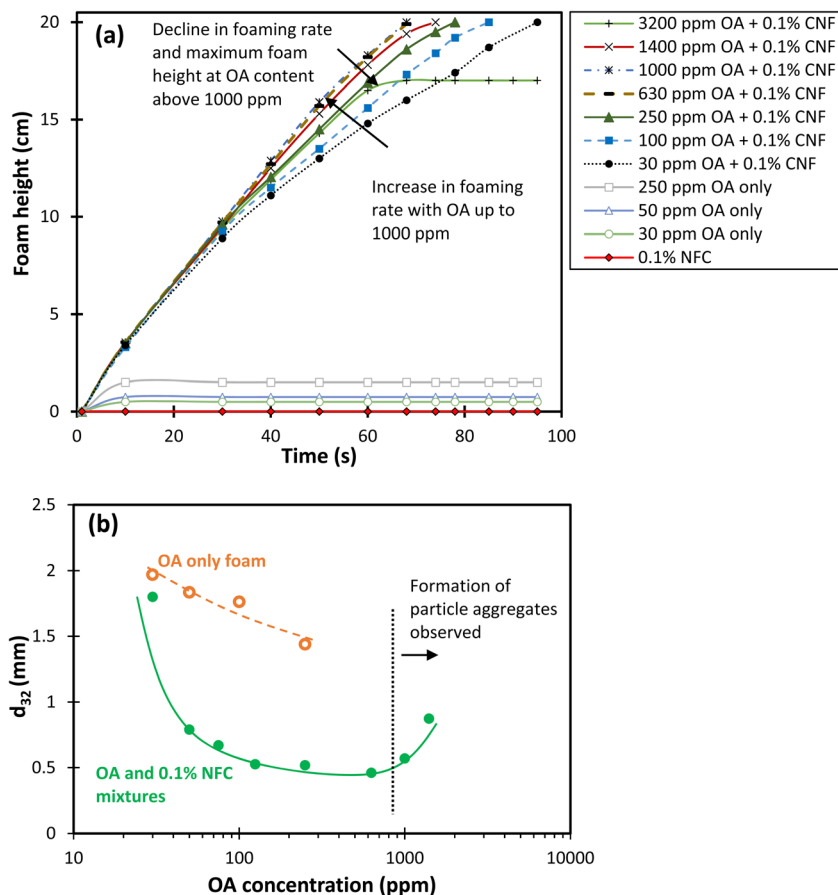 (a)
Decline in foaming rate
and maximum foam
height at OA content
above 1000 ppm
Increase in foaming
rate with OA up to
1000 ppm
Foam height (cm)
20
15
10
5
0
0
20
40
60
80
100
Time (s)
3200 ppm OA + 0.1% CNF
1400 ppm OA + 0.1% CNF
1000 ppm OA + 0.1% CNF
630 ppm OA + 0.1% CNF
250 ppm OA + 0.1% CNF
100 ppm OA + 0.1% CNF
30 ppm OA + 0.1% CNF
250 ppm OA only
50 ppm OA only
30 ppm OA only
0.1% NFC
(b)
OA only foam
Formation of
particle aggregates
observed
OA and 0.1% NFC
mixtures
d32 (mm)
2.5
2
1.5
1
0.5
0
10
100
1000
10000
OA concentration (ppm)